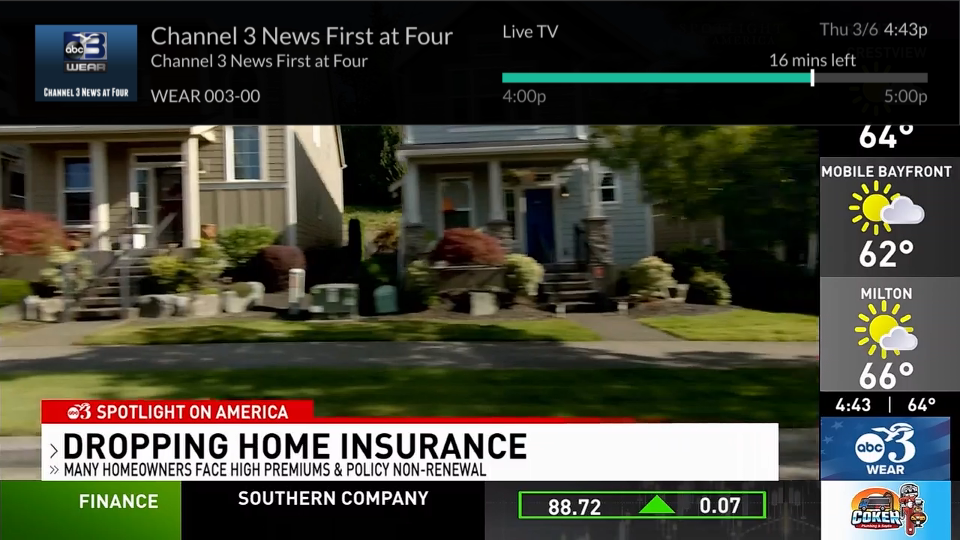 abc 3
WEAR
CHANNEL 3 NEWS AT FOUR
Channel 3 News First at Four
Channel 3 News First at Four
WEAR 003-00
Live TV
Thu 3/6 4:43p
16 mins left
4:00p
5:00p
64°
MOBILE BAYFRONT
62°
MILTON
66°
4:43 | 64°
abc 3
WEAR
abc 3 SPOTLIGHT ON AMERICA
DROPPING HOME INSURANCE
MANY HOMEOWNERS FACE HIGH PREMIUMS & POLICY NON-RENEWAL
FINANCE
SOUTHERN COMPANY
88.72
0.07
COKER